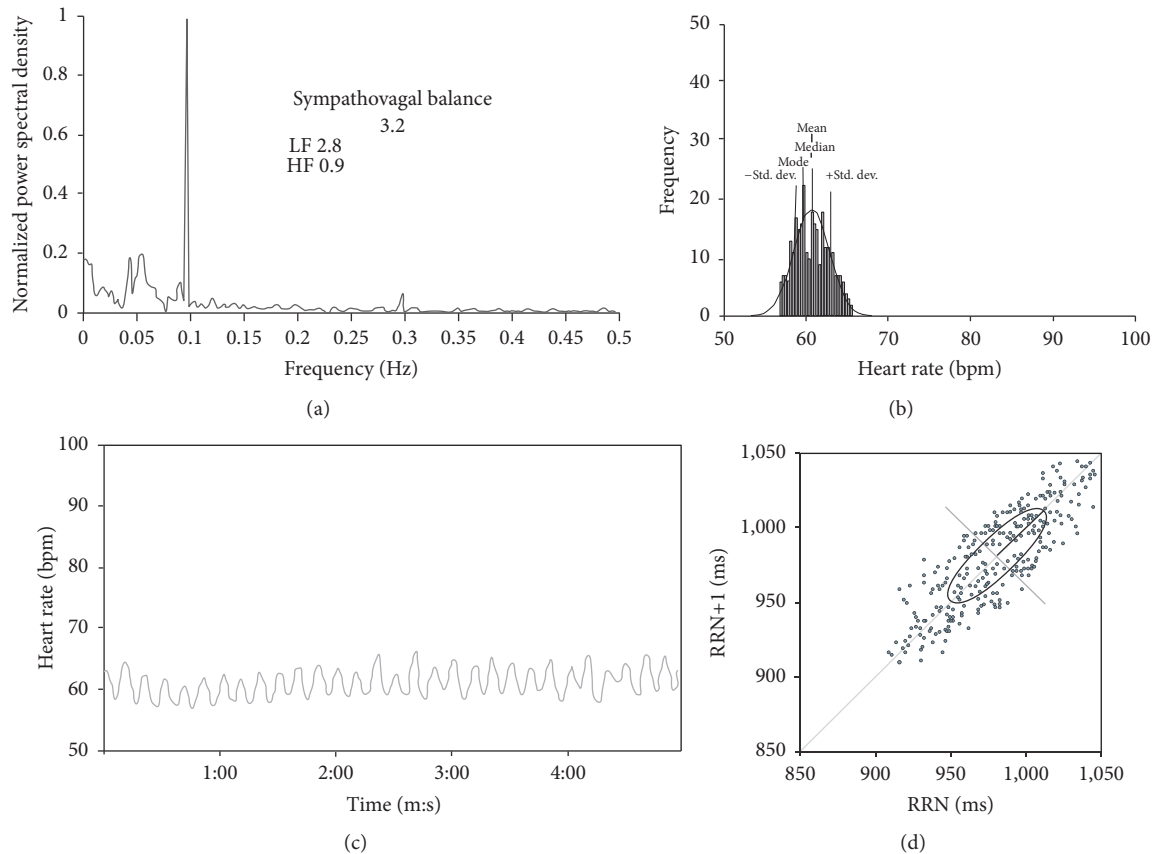 Normalized power spectral density
1
0.8
0.6
0.4
0.2
0
Sympathovagal balance
3.2
LF 2.8
HF 0.9
0 0.05 0.1 0.15 0.2 0.25 0.3 0.35 0.4 0.45 0.5
Frequency (Hz)
(a)
Frequency
50
40
30
20
10
0
Mean
Median
Mode
−Std. dev. +Std. dev.
50 60 70 80 90 100
Heart rate (bpm)
(b)
Heart rate (bpm)
100
90
80
70
60
50
1:00 2:00 3:00 4:00
Time (m:s)
(c)
RRN+1 (ms)
1,050
1,000
950
900
850
850 900 950 1,000 1,050
RRN (ms)
(d)